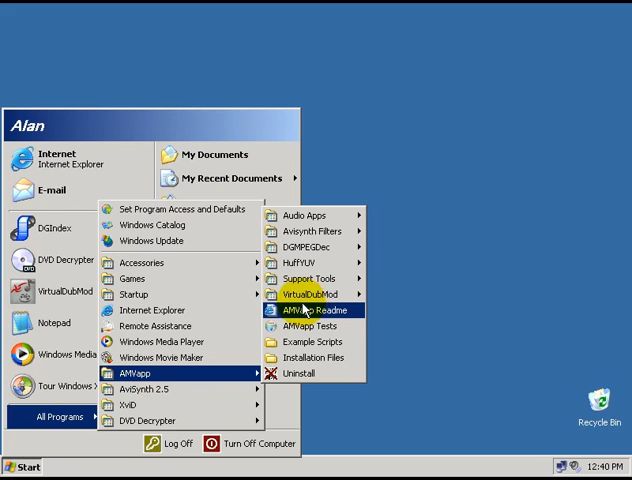 Alan
Internet
Internet Explorer
E-mail
DGIndex
DVD Decrypter
VirtualDubMod
Notepad
Windows Media
Tour Windows X
All Programs
My Documents
My Recent Documents
Set Program Access and Defaults
Windows Catalog
Windows Update
Accessories
Games
Startup
Internet Explorer
Remote Assistance
Windows Media Player
Windows Movie Maker
AMVapp
AviSynth 2.5
XviD
DVD Decrypter
Audio Apps
Avisynth Filters
DGMPEGDec
HuffYUV
Support Tools
VirtualDubMod
AMVapp Readme
AMVapp Tests
Example Scripts
Installation Files
Uninstall
Log Off
Turn Off Computer
Recycle Bin
Start
12:40 PM